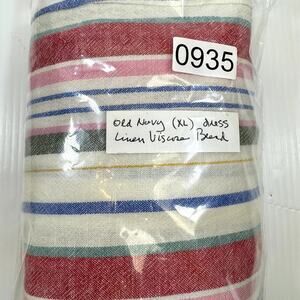 0935
Old Navy (XL) dress
Linen Viscose Blend